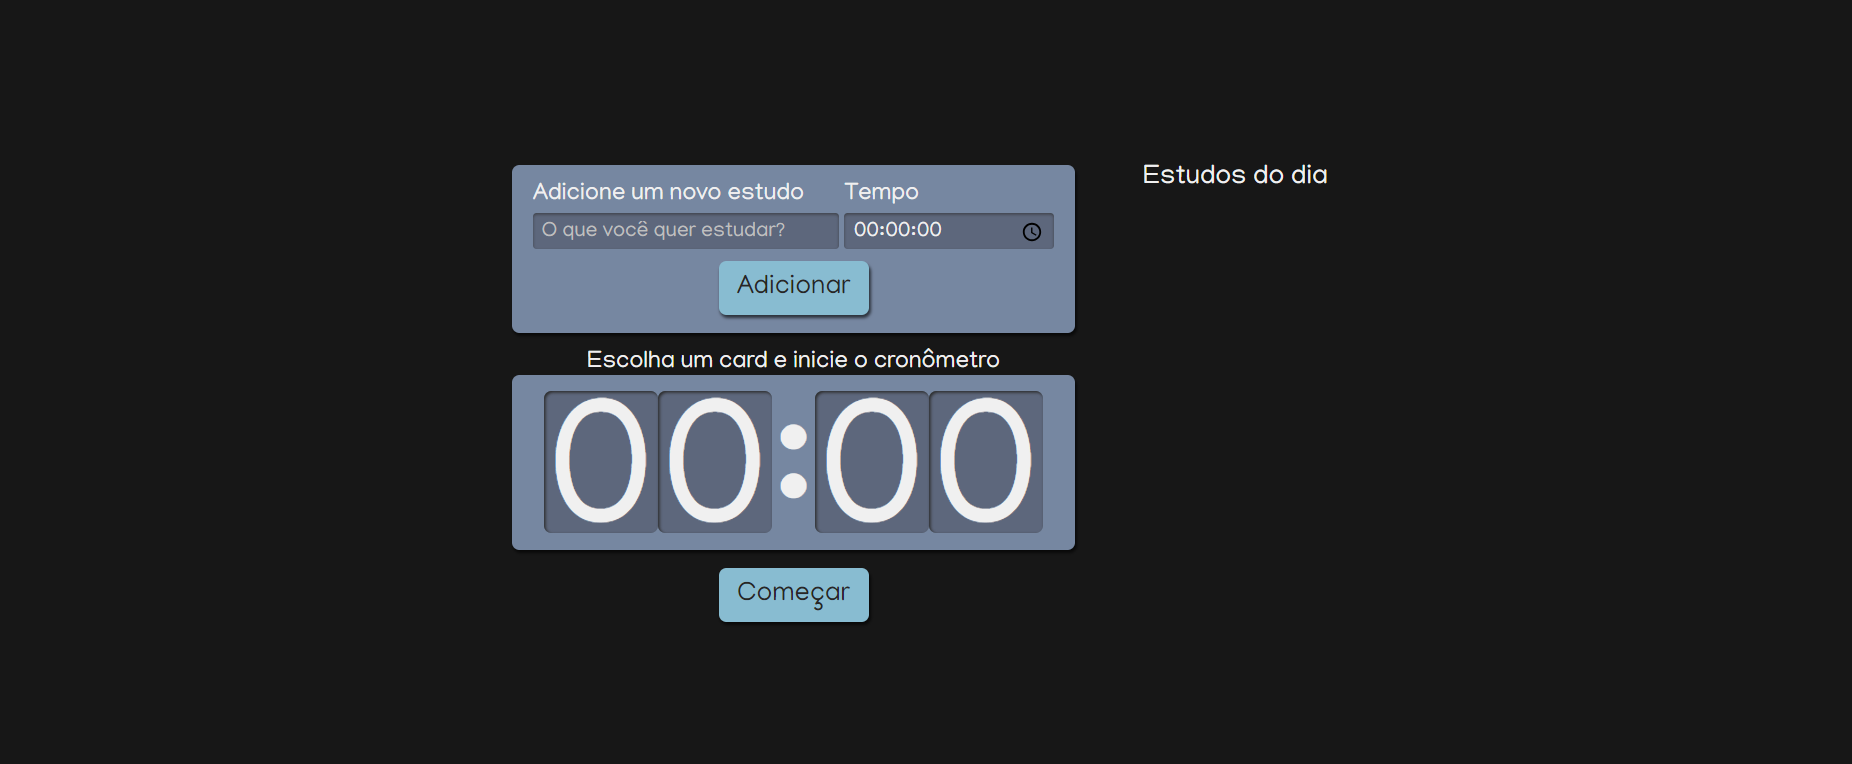 Adicione um novo estudo Tempo
O que você quer estudar? 00:00:00
Adicionar
Escolha um card e inicie o cronômetro
00:00
Começar
Estudos do dia